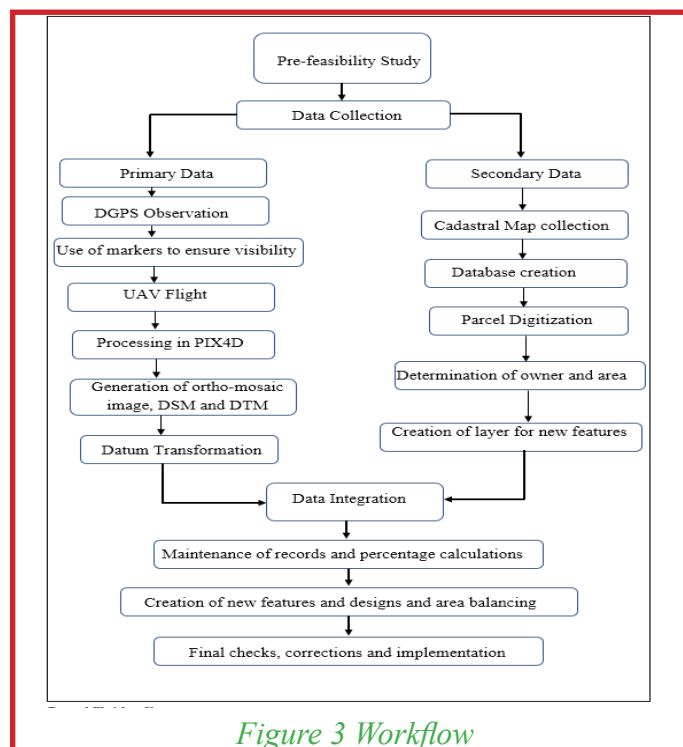 Pre-feasibility Study
Data Collection
Primary Data
DGPS Observation
Use of markers to ensure visibility
UAV Flight
Processing in PIX4D
Generation of ortho-mosaic
image, DSM and DTM
Datum Transformation
Secondary Data
Cadastral Map collection
Database creation
Parcel Digitization
Determination of owner and area
Creation of layer for new features
Data Integration
Maintenance of records and percentage calculations
Creation of new features and designs and area balancing
Final checks, corrections and implementation
Figure 3 Workflow